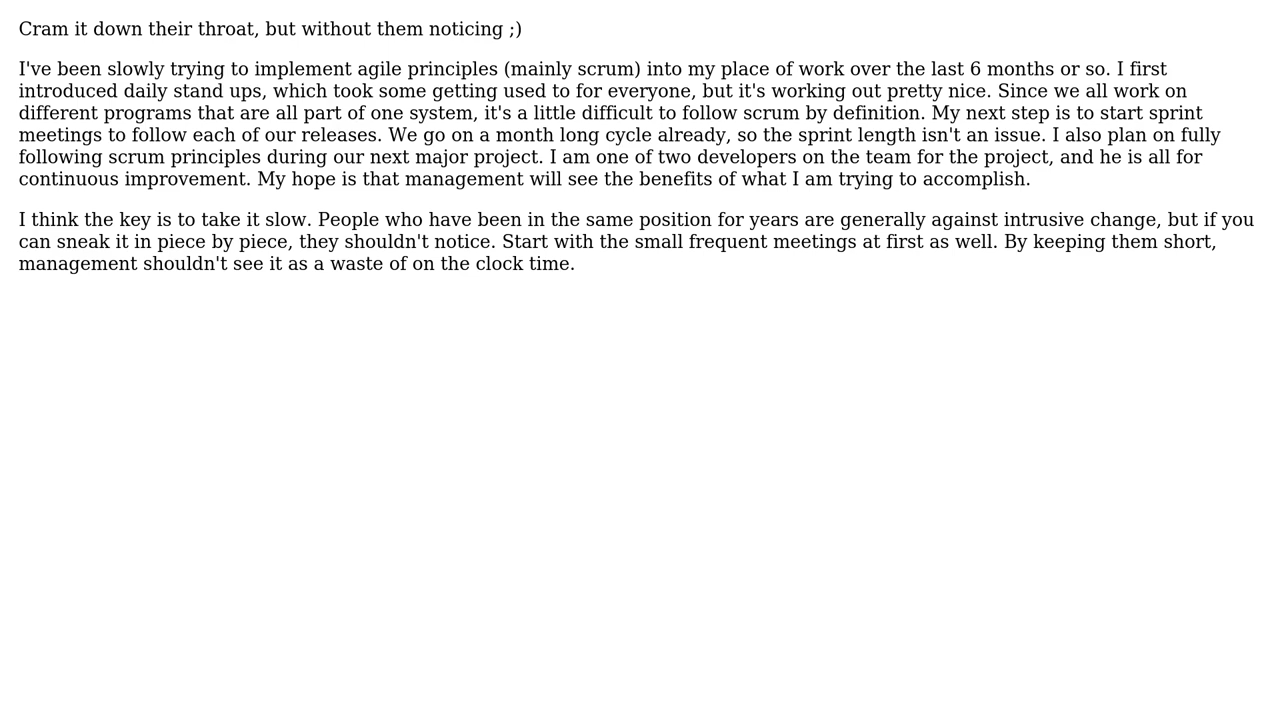 Cram it down their throat, but without them noticing ;)
I've been slowly trying to implement agile principles (mainly scrum) into my place of work over the last 6 months or so. I first
introduced daily stand ups, which took some getting used to for everyone, but it's working out pretty nice. Since we all work on
different programs that are all part of one system, it's a little difficult to follow scrum by definition. My next step is to start sprint
meetings to follow each of our releases. We go on a month long cycle already, so the sprint length isn't an issue. I also plan on fully
following scrum principles during our next major project. I am one of two developers on the team for the project, and he is all for
continuous improvement. My hope is that management will see the benefits of what I am trying to accomplish.
I think the key is to take it slow. People who have been in the same position for years are generally against intrusive change, but if you
can sneak it in piece by piece, they shouldn't notice. Start with the small frequent meetings at first as well. By keeping them short,
management shouldn't see it as a waste of on the clock time.